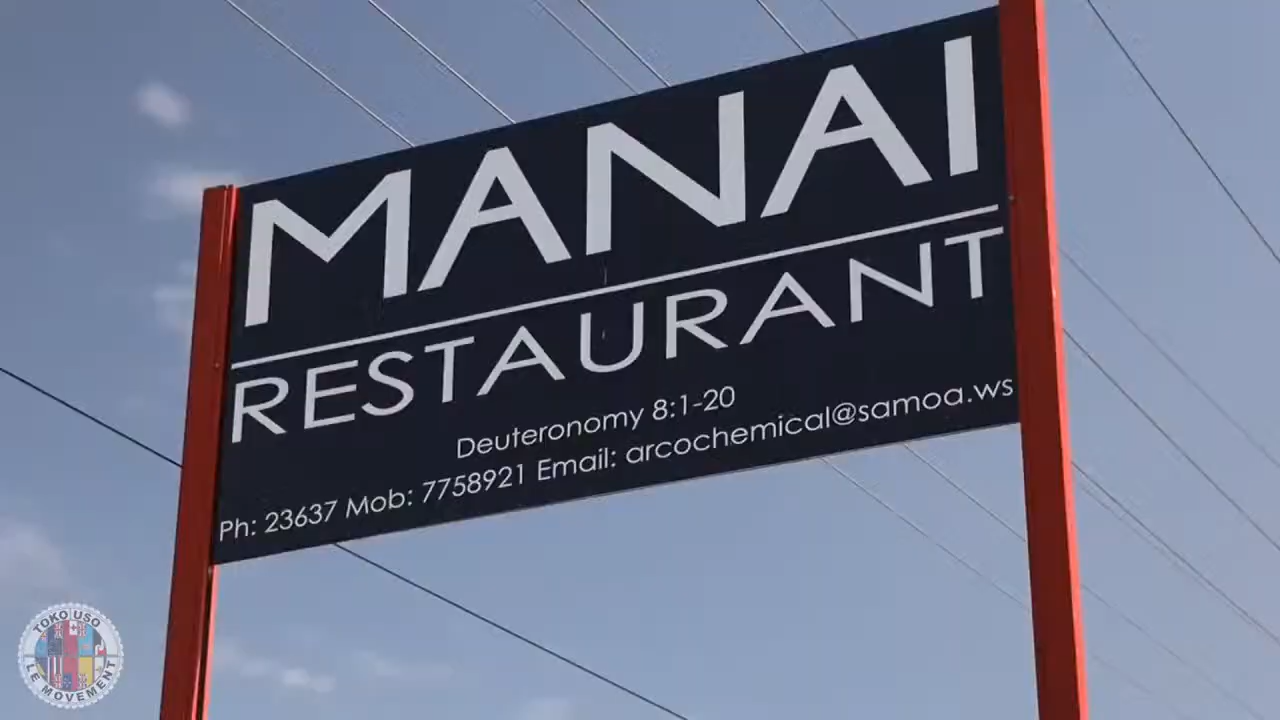 MANAI
RESTAURANT
Deuteronomy 8:1-20
Ph: 23637 Mob: 7758921 Email: arcochemical@samoa.ws
TOKO USO
LE MOVEMENT